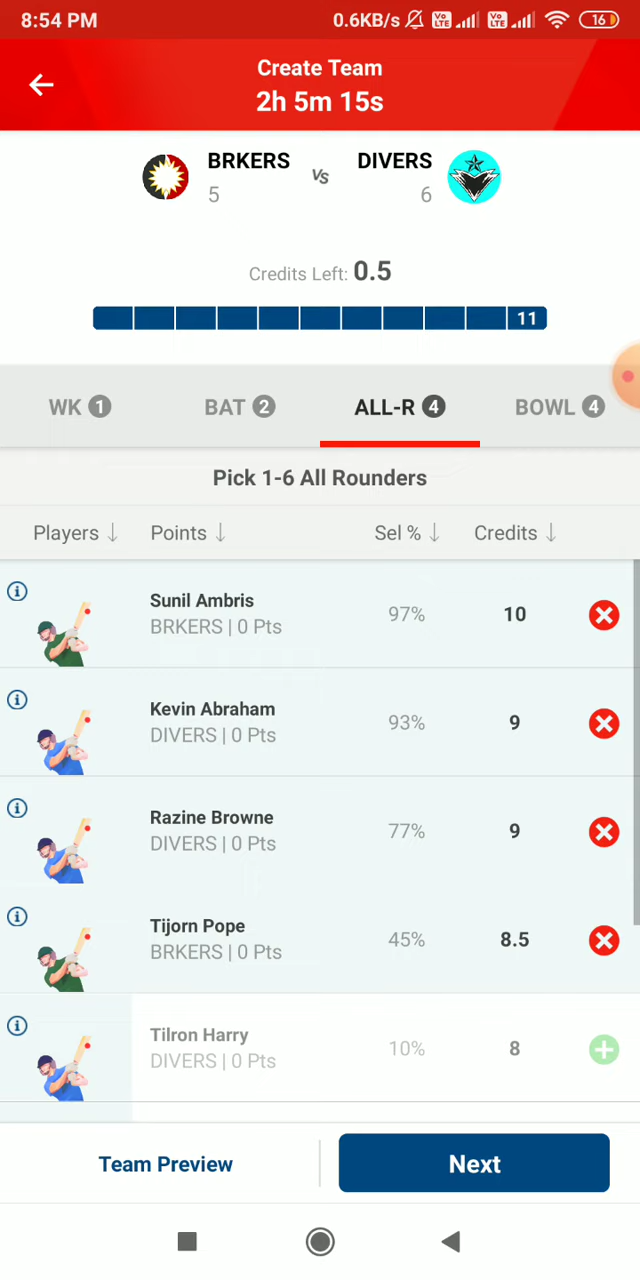 8:54 PM 0.6KB/s Vo LTE Vo LTE 16
Create Team
2h 5m 15s
BRKERS Vs DIVERS
5 6
Credits Left: 0.5
11
WK 1 BAT 2 ALL-R 4 BOWL 4
Pick 1-6 All Rounders
Players ↓ Points ↓ Sel % ↓ Credits ↓
Sunil Ambris
BRKERS | 0 Pts 97% 10
Kevin Abraham
DIVERS | 0 Pts 93% 9
Razine Browne
DIVERS | 0 Pts 77% 9
Tijorn Pope
BRKERS | 0 Pts 45% 8.5
Tilron Harry
DIVERS | 0 Pts 10% 8
Team Preview Next